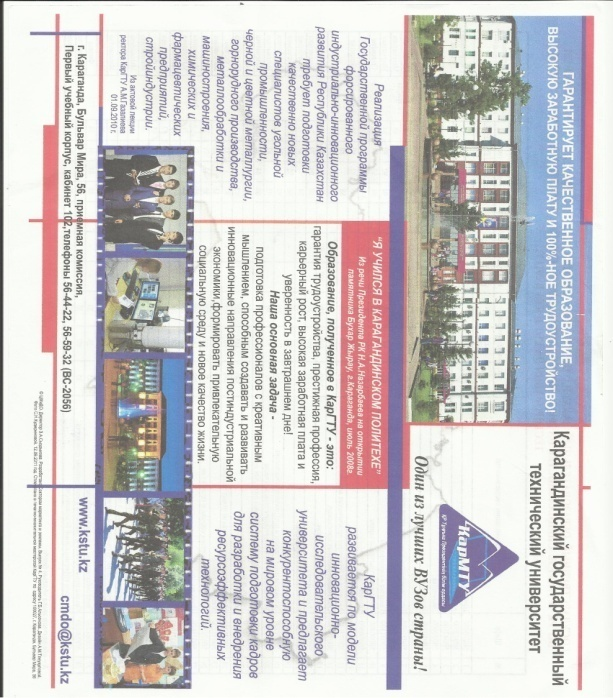 Карагандинский государственный
технический университет
КарМТУ
Один из лучших ВУЗов страны!
ГАРАНТИРУЕТ КАЧЕСТВЕННОЕ ОБРАЗОВАНИЕ,
ВЫСОКУЮ ЗАРАБОТНУЮ ПЛАТУ И 100%-НОЕ ТРУДОУСТРОЙСТВО!
Реализация
Государственной программы
форсированного
индустриально-инновационного
развития Республики Казахстан
требует подготовки
качественно новых
специалистов угольной
промышленности,
черной и цветной металлургии,
горнорудного производства,
металлообработки и
машиностроения,
химических и
фармацевтических
предприятий,
стройиндустрии.
Из актовой лекции
ректора КарГТУ А.М.Газалиева
01.09.2010 г.
"Я УЧИЛСЯ В КАРАГАНДИНСКОМ ПОЛИТЕХЕ"
Из речи Президента РК Н.А.Назарбаева на открытии
памятника Бухар Жырау, г.Караганда, июль 2008г.
Образование, полученное в КарГТУ - это:
гарантия трудоустройства, престижная профессия,
карьерный рост, высокая заработная плата и
уверенность в завтрашнем дне!
Наша основная задача -
подготовка профессионалов с креативным
мышлением, способным создавать и развивать
инновационные направления постиндустриальной
экономики,формировать привлекательную
социальную среду и новое качество жизни.
КарГТУ
развивается по модели
инновационно-
исследовательского
университета и предлагает
конкурентоспособную
на мировом уровне
систему подготовки кадров
для разработки и внедрения
ресурсоэффективных
технологий.
г. Караганда, Бульвар Мира, 56, приемная комиссия,
Первый учебный корпус, кабинет 102,телефоны 56-44-22, 56-59-32 (ВС-2056)
www.kstu.kz
cmdo@kstu.kz